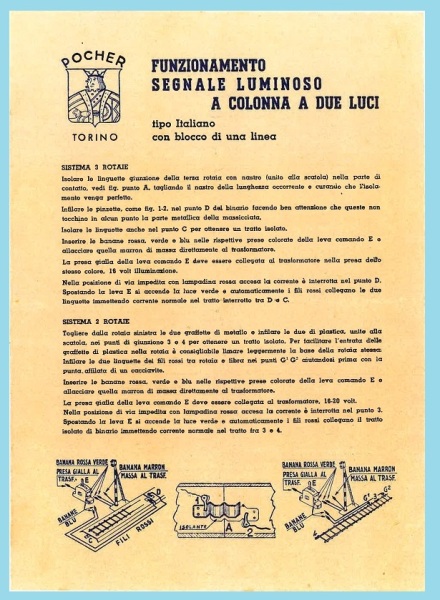 POCHER
TORINO
FUNZIONAMENTO
SEGNALE LUMINOSO
A COLONNA A DUE LUCI
tipo Italiano
con blocco di una linea
SISTEMA 3 ROTAIE
Isolare le linguette giunzione della terza rotaia con nastro (unito alla scatola) nella parte di
contatto, vedi fig. punto A, tagliando il nastro della lunghezza occorrente e curando che l'isola-
mento venga perfetto.
Infilare le pinzette, come fig. 1-2, nel punto D del binario facendo ben attenzione che queste non
tocchino in alcun punto la parte metallica della massicciata.
Isolare le linguette anche nel punto C per ottenere un tratto isolato.
Inserire le banane rossa, verde e blu nelle rispettive prese colorate della leva comando E e
allacciare quella marron di massa direttamente al trasformatore.
La presa gialla della leva comando E deve essere collegata al trasformatore nella presa dello
stesso colore, 16 volt illuminazione.
Nella posizione di via impedita con lampadina rossa accesa la corrente è interrotta nel punto D.
Spostando la leva E si accende la luce verde e automaticamente i fili rossi collegano le due
linguette immettendo corrente normale nel tratto interrotto tra D e C.
SISTEMA 2 ROTAIE
Togliere dalla rotaia sinistra le due graffette di metallo e infilare le due di plastica, unite alla
scatola, nei punti di giunzione 3 e 4 per ottenere un tratto isolato. Per facilitare l'entrata delle
graffette di plastica nella rotaia è consigliabile limare leggermente la base della rotaia stessa;
infilare le due linguette dei fili rossi tra rotaia e libera nei punti G¹ G² aiutandosi prima con la
punta affilata di un cacciavite.
Inserire le banane rossa, verde e blu nelle rispettive prese colorate della leva comando E e
allacciare quella marron di massa direttamente al trasformatore.
La presa gialla della leva comando E deve essere collegata al trasformatore, 16-20 volt.
Nella posizione di via impedita con lampadina rossa accesa la corrente è interrotta nel punto 3.
Spostando la leva E si accende la luce verde e automaticamente i fili rossi collegano il tratto
isolato di binario immettendo corrente normale nel tratto fra 3 e 4.
BANANA ROSSA VERDE
PRESA GIALLA AL
TRASF.
E
BANANA MARRON
MASSA AL TRASF.
BANANE
BLU
C
D
FILI ROSSI
ISOLANTE
A
1
2
BANANA ROSSA VERDE
PRESA GIALLA AL
TRASF.
E
BANANA MARRON
MASSA AL TRASF.
BANANE
BLU
G¹ 3 G²
4